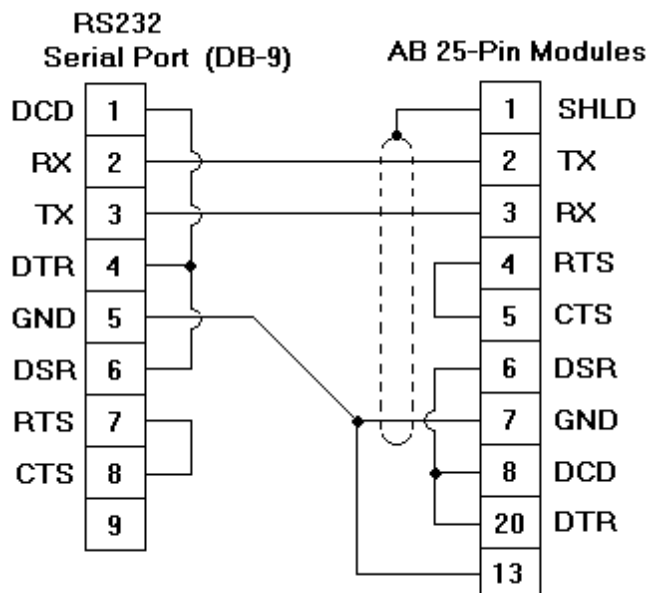 RS232
Serial Port (DB-9)
AB 25-Pin Modules
DCD 1
RX 2
TX 3
DTR 4
GND 5
DSR 6
RTS 7
CTS 8
9
1 SHLD
2 TX
3 RX
4 RTS
5 CTS
6 DSR
7 GND
8 DCD
20 DTR
13